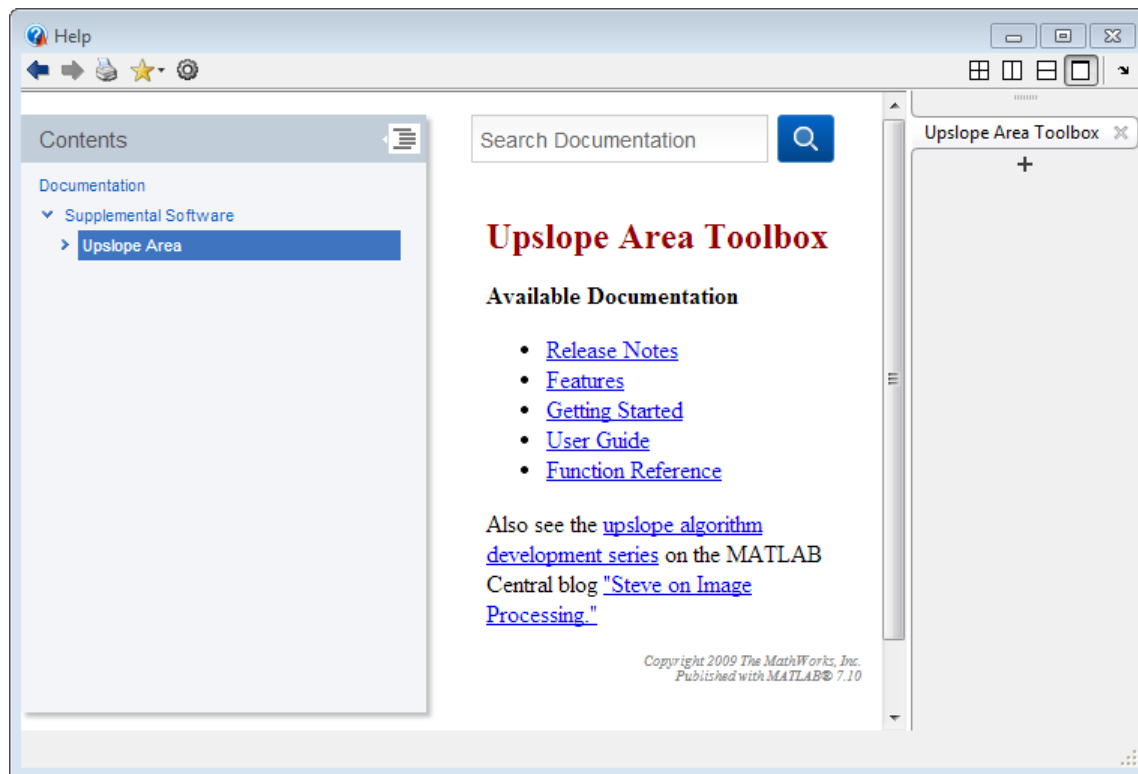 Help
Contents
Documentation
Supplemental Software
Upslope Area
Search Documentation
Upslope Area Toolbox
Available Documentation
Release Notes
Features
Getting Started
User Guide
Function Reference
Also see the upslope algorithm
development series on the MATLAB
Central blog "Steve on Image
Processing."
Copyright 2009 The MathWorks, Inc.
Published with MATLAB® 7.10
Upslope Area Toolbox